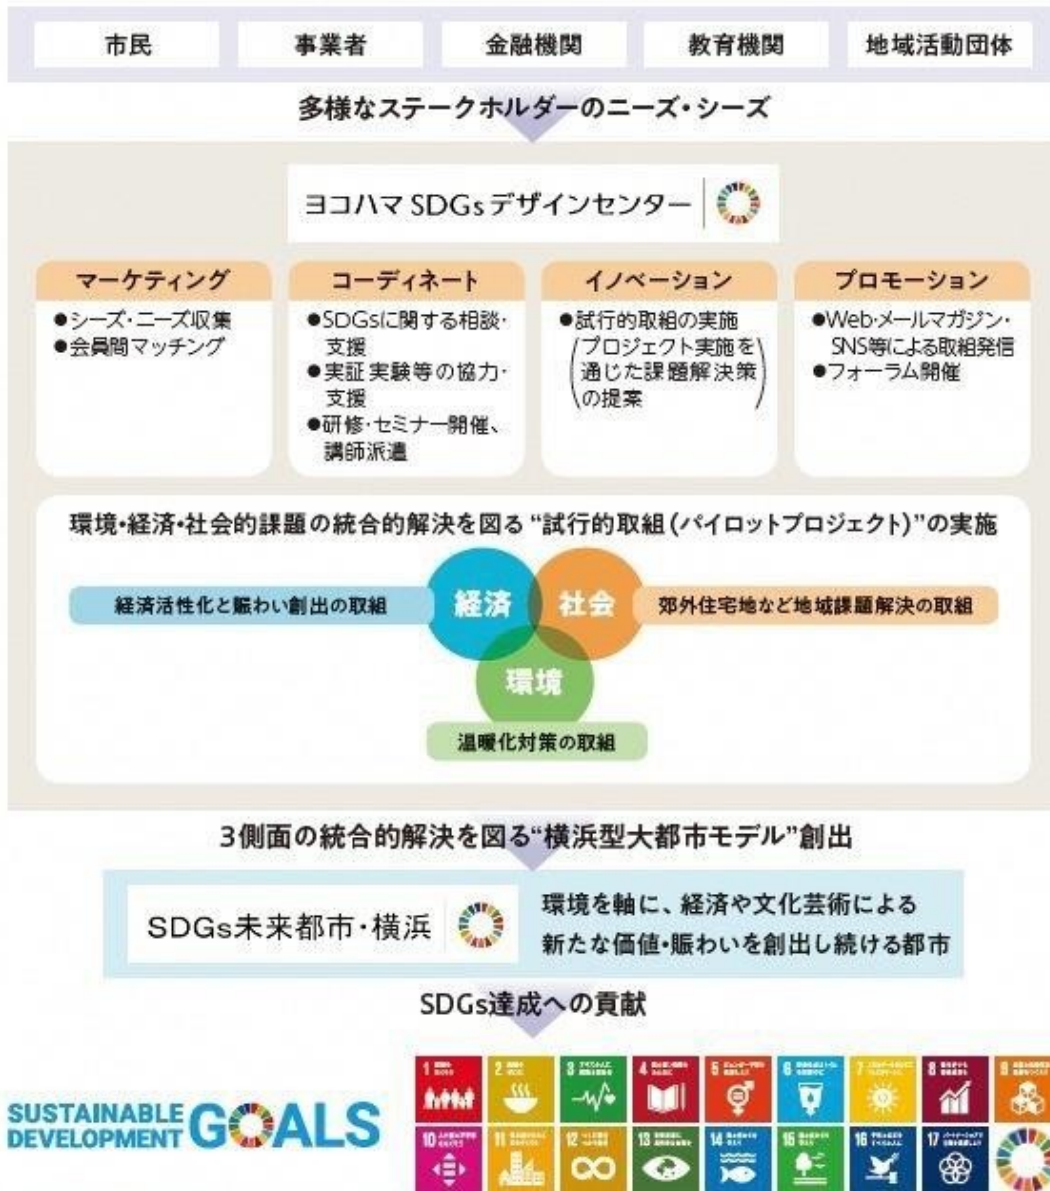 市民
事業者
金融機関
教育機関
地域活動団体
多様なステークホルダーのニーズ・シーズ
ヨコハマ SDGsデザインセンター
マーケティング
●シーズ・ニーズ収集
●会員間マッチング
コーディネート
●SDGsに関する相談・
支援
●実証実験等の協力・
支援
●研修・セミナー開催、
講師派遣
イノベーション
●試行的取組の実施
(プロジェクト実施を
通じた課題解決策
の提案)
プロモーション
●Web・メールマガジン・
SNS等による取組発信
●フォーラム開催
環境・経済・社会的課題の統合的解決を図る“試行的取組(パイロットプロジェクト)”の実施
経済活性化と賑わい創出の取組
経済
社会
郊外住宅地など地域課題解決の取組
環境
温暖化対策の取組
3側面の統合的解決を図る“横浜型大都市モデル”創出
SDGs未来都市・横浜
環境を軸に、経済や文化芸術による
新たな価値・賑わいを創出し続ける都市
SDGs達成への貢献
SUSTAINABLE
DEVELOPMENT
GOALS
1
2
3
4
5
6
7
8
9
10
11
12
13
14
15
16
17